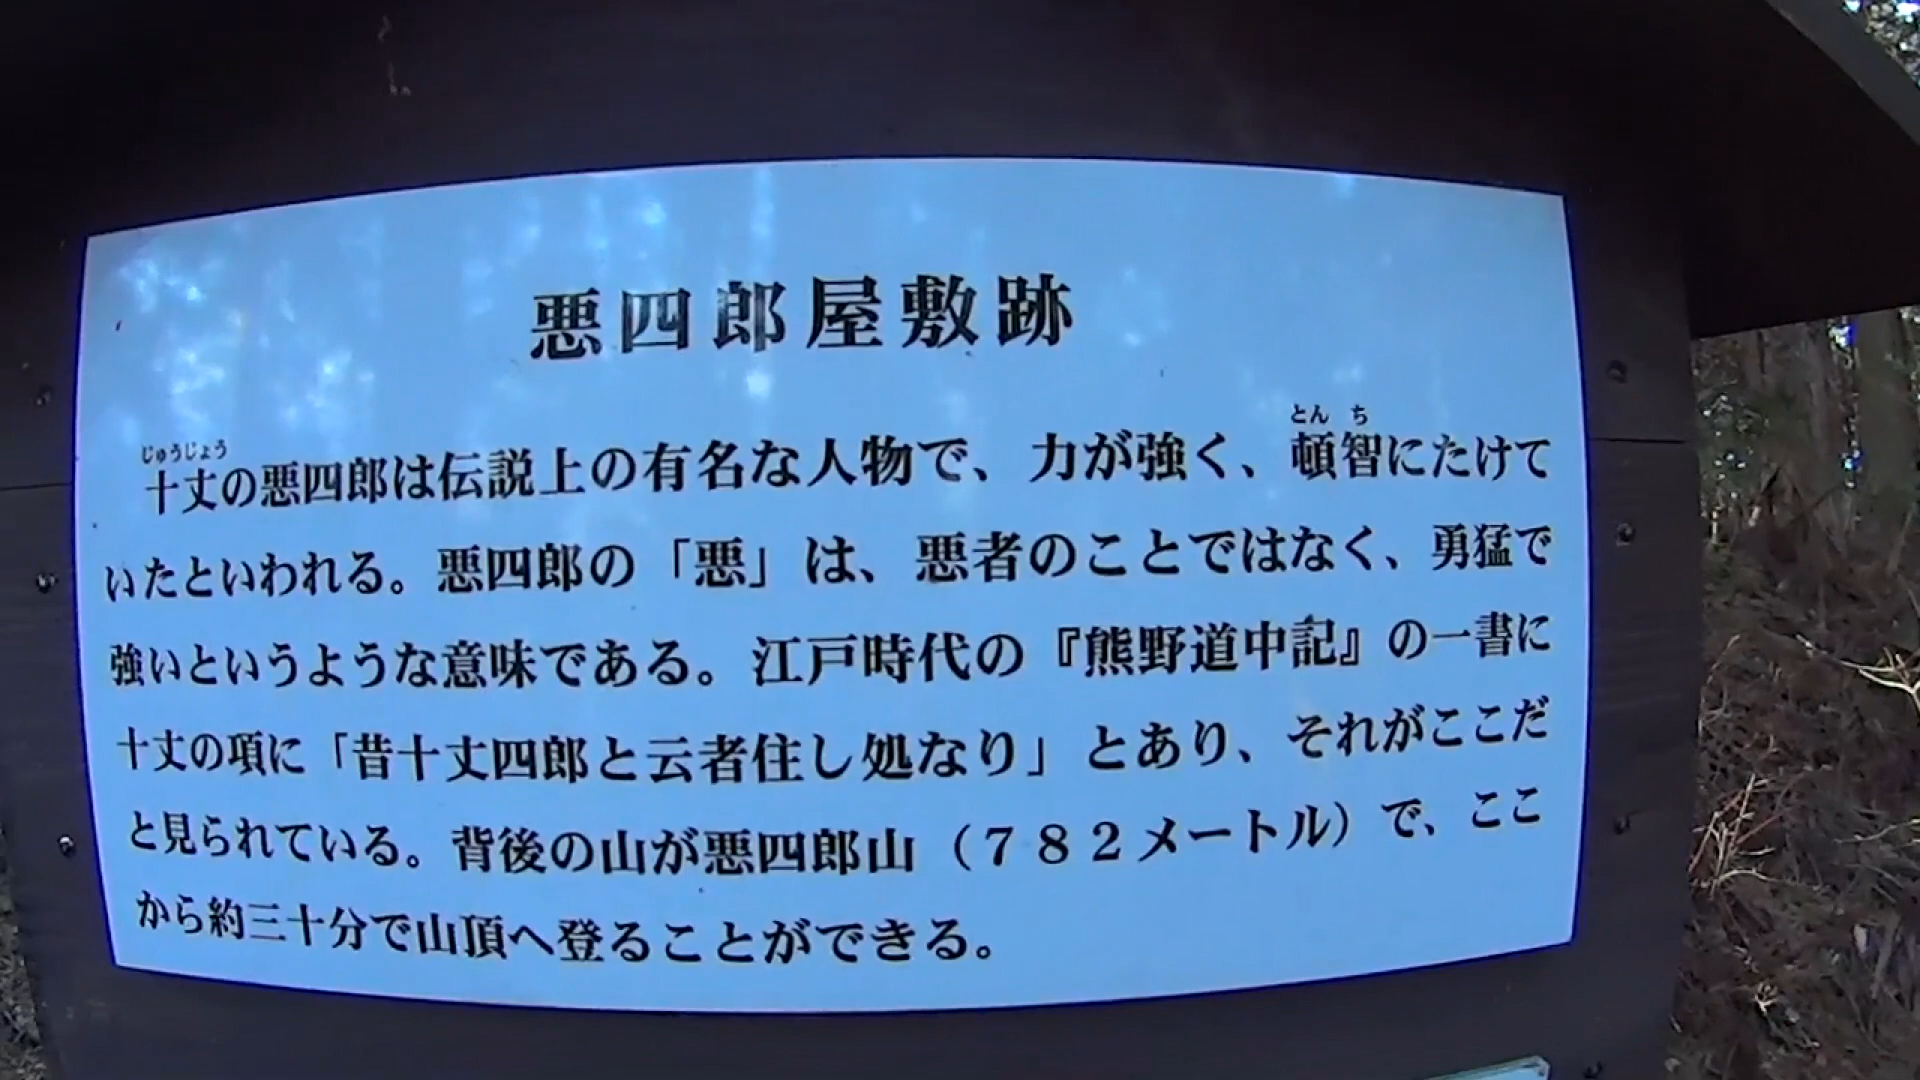 悪四郎屋敷跡
じゅうじょう とんち
十丈の悪四郎は伝説上の有名な人物で、力が強く、頓智にたけて
いたといわれる。悪四郎の「悪」は、悪者のことではなく、勇猛で
強いというような意味である。江戸時代の『熊野道中記』の一書に
十丈の項に「昔十丈四郎と云者住し処なり」とあり、それがここだ
と見られている。背後の山が悪四郎山（７８２メートル）で、ここ
から約三十分で山頂へ登ることができる。